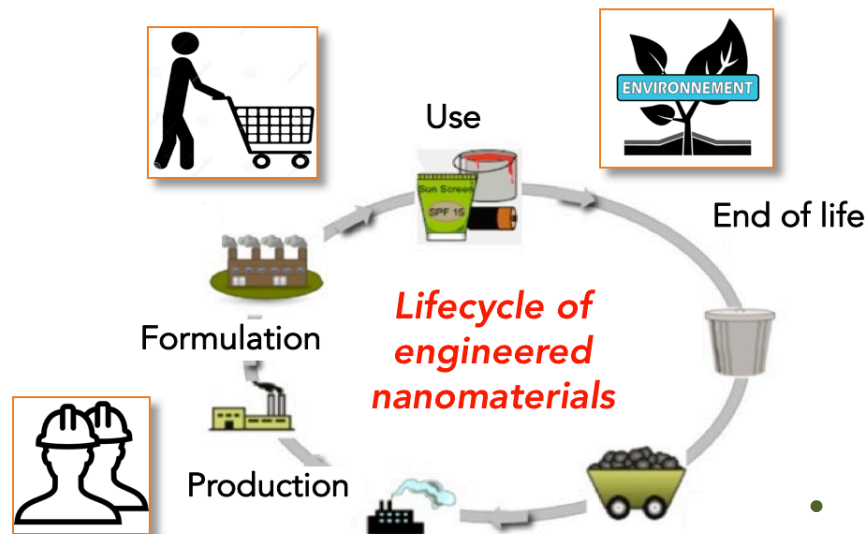 ENVIRONNEMENT
Use
Sun Screen
SPF 15
End of life
Lifecycle of
engineered
nanomaterials
Formulation
Production